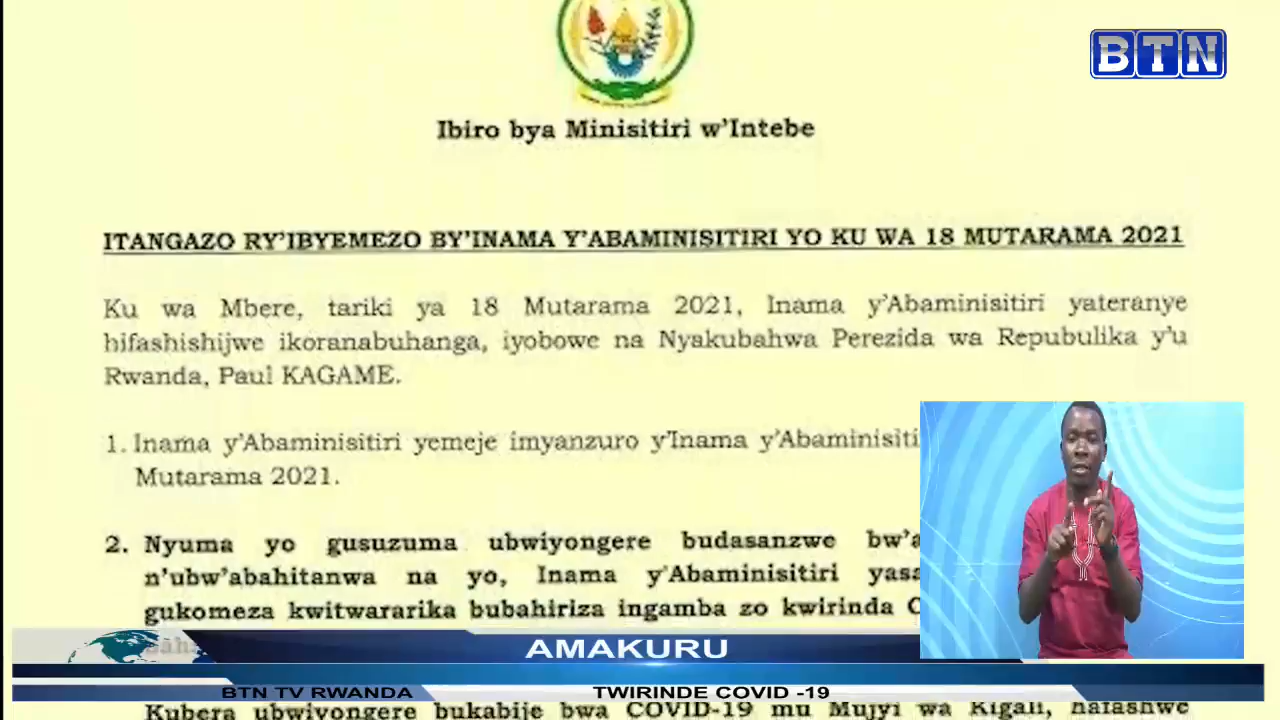 BTN
Ibiro bya Minisitiri w'Intebe
ITANGAZO RY'IBYEMEZO BY'INAMA Y'ABAMINISITIRI YO KU WA 18 MUTARAMA 2021
Ku wa Mbere, tariki ya 18 Mutarama 2021, Inama y'Abaminisitiri yateranye
hifashishijwe ikoranabuhanga, iyobowe na Nyakubahwa Perezida wa Repubulika y'u
Rwanda, Paul KAGAME.
1. Inama y'Abaminisitiri yemeje imyanzuro y'Inama y'Abaminisiti
Mutarama 2021.
2. Nyuma yo gusuzuma ubwiyongere budasanzwe bw'a
n'ubw'abahitanwa na yo, Inama y'Abaminisitiri yasa
gukomeza kwitwararika bubahiriza ingamba zo kwirinda C
AMAKURU
BTN TV RWANDA TWIRINDE COVID -19
Kubera ubwiyongere bukabije bwa COVID-19 mu Mujyi wa Kigali, hafashwe